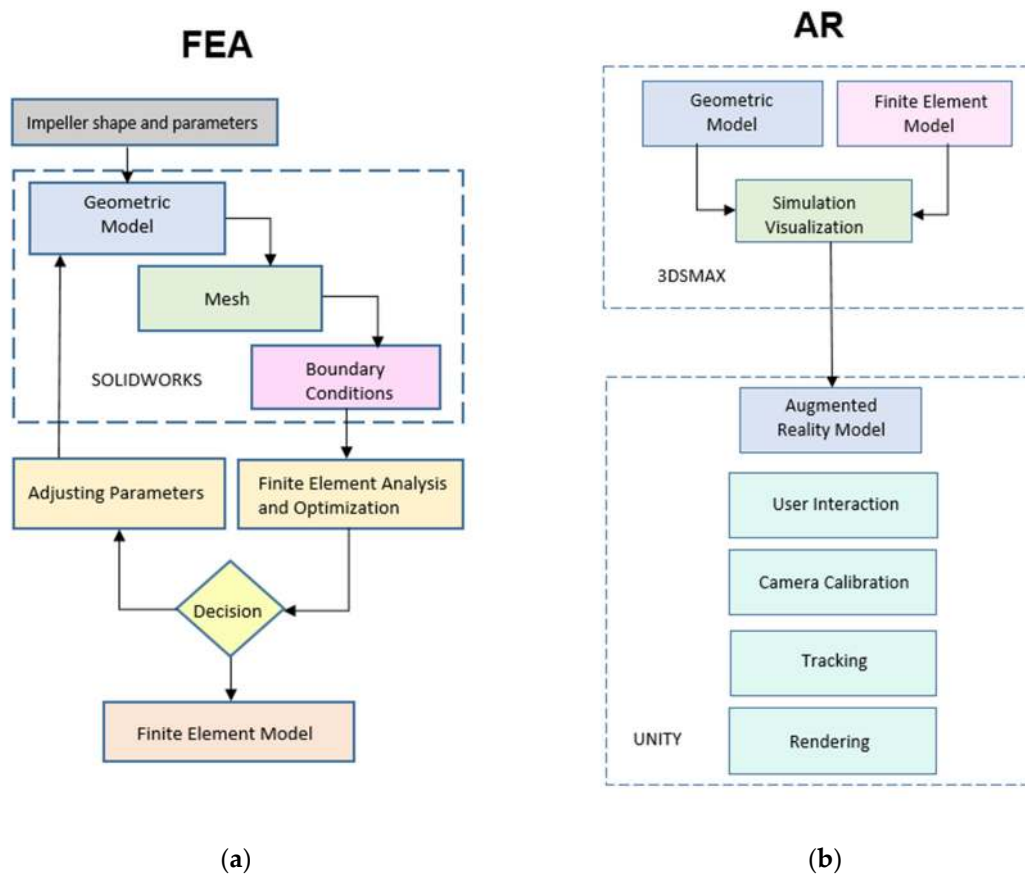 FEA
Impeller shape and parameters
Geometric
Model
Mesh
SOLIDWORKS
Boundary
Conditions
Adjusting Parameters
Finite Element Analysis
and Optimization
Decision
Finite Element Model
(a)
AR
Geometric
Model
Finite Element
Model
Simulation
Visualization
3DSMAX
Augmented
Reality Model
User Interaction
Camera Calibration
Tracking
UNITY
Rendering
(b)